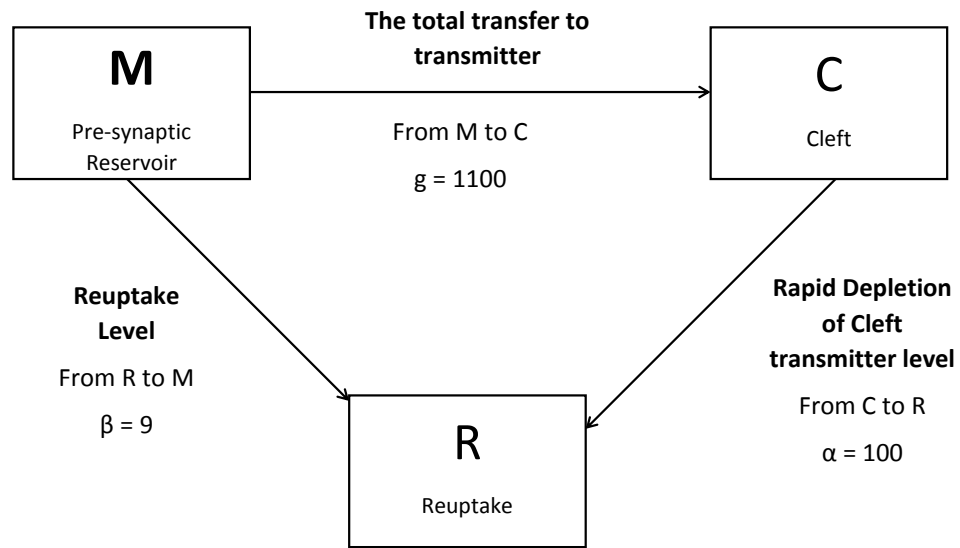 The total transfer to
transmitter
M
Pre-synaptic
Reservoir
From M to C
g = 1100
C
Cleft
Reuptake
Level
From R to M
β = 9
Rapid Depletion
of Cleft
transmitter level
From C to R
α = 100
R
Reuptake